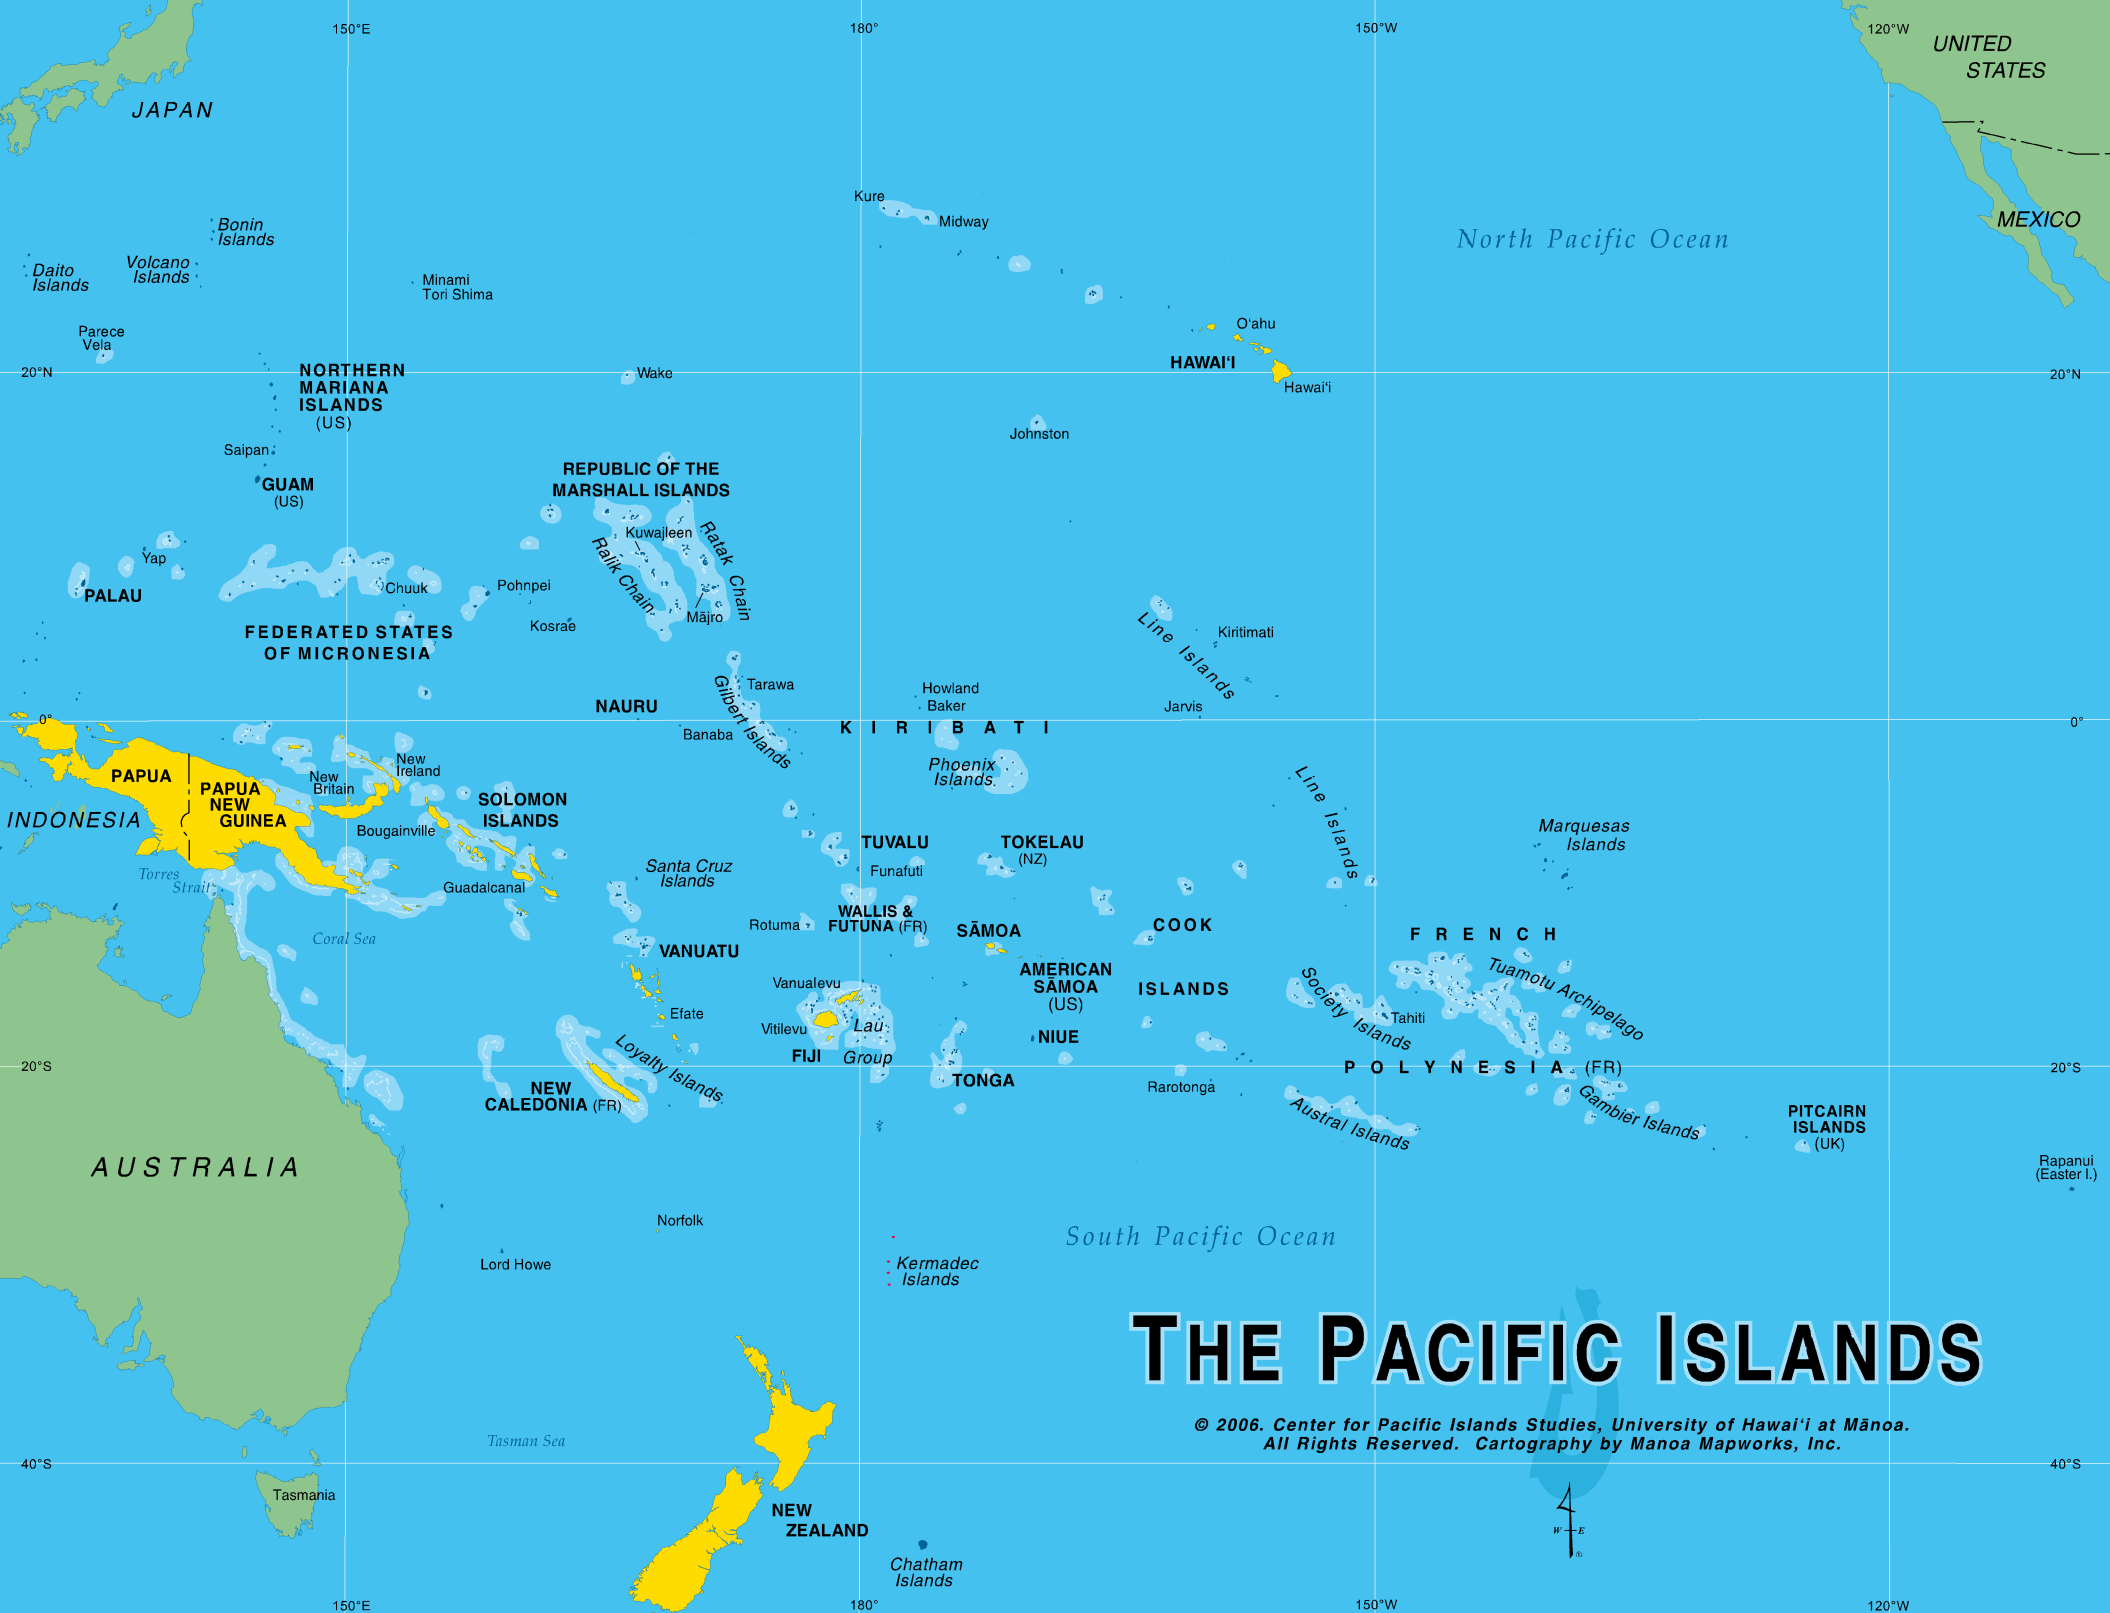 150°E
180°
150°W
120°W
UNITED
STATES
JAPAN
Kure
Midway
MEXICO
Bonin
Islands
North Pacific Ocean
Volcano
Islands
Daito
Islands
Minami
Tori Shima
Parece
Vela
O'ahu
HAWAI'I
Hawai'i
20°N
NORTHERN
MARIANA
ISLANDS
(US)
Wake
20°N
Johnston
Saipan
GUAM
(US)
REPUBLIC OF THE
MARSHALL ISLANDS
Kuwajleen
Ratak Chain
Ralik Chain
Mājro
Yap
PALAU
Chuuk
Pohnpei
Kosrae
FEDERATED STATES
OF MICRONESIA
Line Islands
Kiritimati
Tarawa
Gilbert Islands
Howland
Baker
NAURU
Jarvis
Banaba
0°
KIRIBATI
0°
PAPUA
PAPUA
NEW
GUINEA
New
Ireland
New
Britain
Phoenix
Islands
INDONESIA
Bougainville
SOLOMON
ISLANDS
Line Islands
Marquesas
Islands
TUVALU
Funafuti
TOKELAU
(NZ)
Torres
Strait
Guadalcanal
Santa Cruz
Islands
WALLIS &
FUTUNA (FR)
Rotuma
SĀMOA
COOK
ISLANDS
FRENCH
Coral Sea
VANUATU
AMERICAN
SĀMOA
(US)
Society Islands
Tuamotu Archipelago
Vanualevu
Efate
Vitilevu
Lau
Group
FIJI
Tahiti
NIUE
Loyalty Islands
20°S
POLYNESIA (FR)
20°S
TONGA
NEW
CALEDONIA (FR)
Rarotonga
Austral Islands
Gambier Islands
PITCAIRN
ISLANDS
(UK)
AUSTRALIA
Rapanui
(Easter I.)
Norfolk
South Pacific Ocean
Lord Howe
Kermadec
Islands
THE PACIFIC ISLANDS
© 2006. Center for Pacific Islands Studies, University of Hawai'i at Mānoa.
All Rights Reserved. Cartography by Manoa Mapworks, Inc.
Tasman Sea
40°S
40°S
Tasmania
NEW
ZEALAND
W E
®
Chatham
Islands
150°E
180°
150°W
120°W